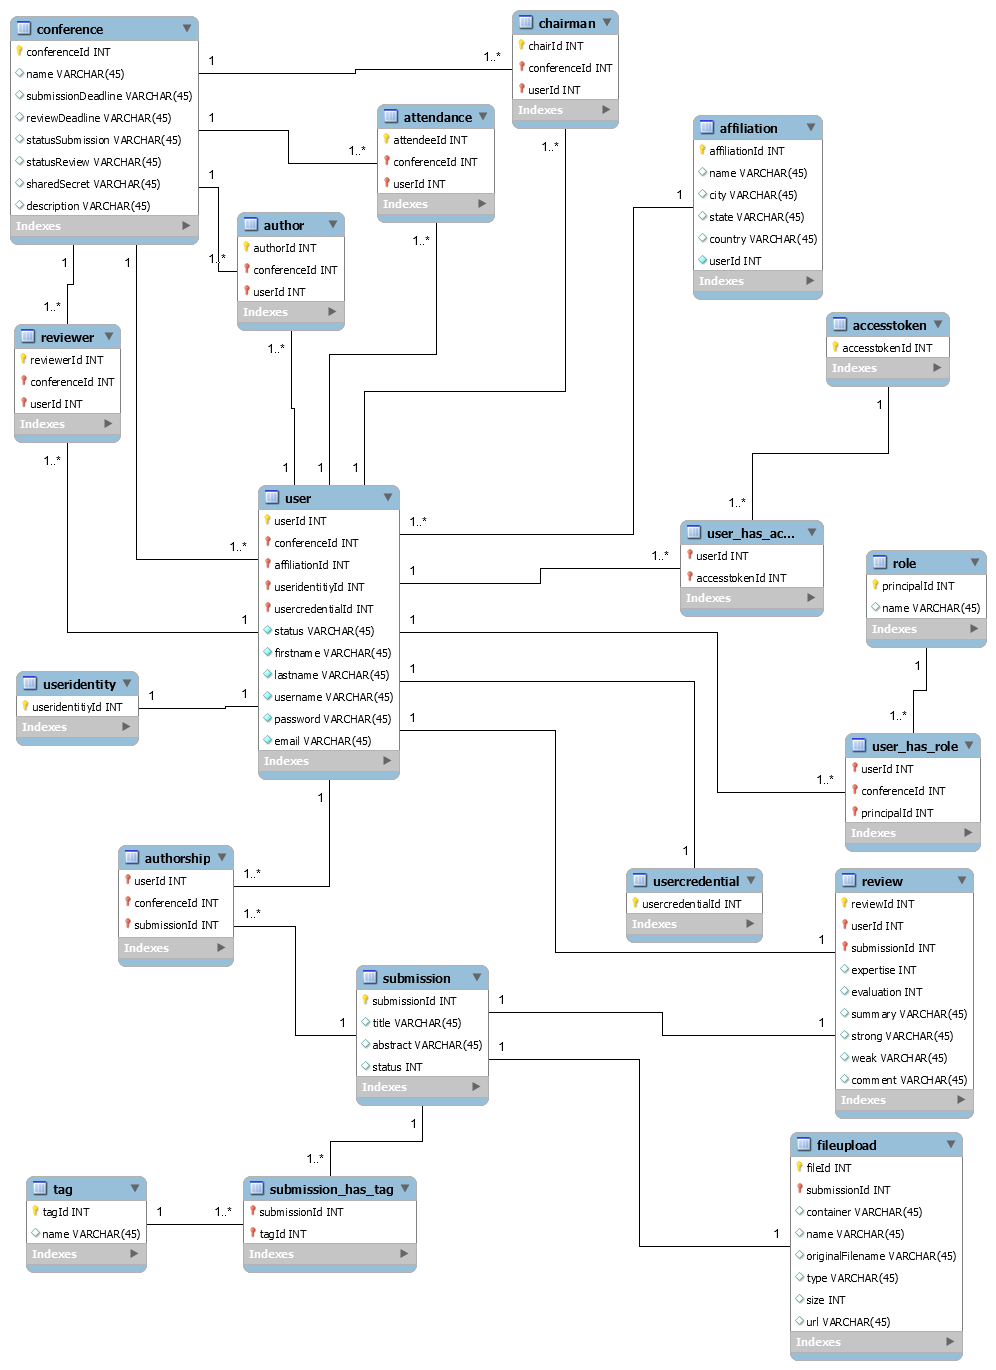 conference
conferenceId INT
name VARCHAR(45)
submissionDeadline VARCHAR(45)
reviewDeadline VARCHAR(45)
statusSubmission VARCHAR(45)
statusReview VARCHAR(45)
sharedSecret VARCHAR(45)
description VARCHAR(45)
Indexes
1
1..*
1
1..*
1
1..*
1
1
1..*
chairman
chairId INT
conferenceId INT
userId INT
Indexes
1..*
attendance
attendeeId INT
conferenceId INT
userId INT
Indexes
1..*
author
authorId INT
conferenceId INT
userId INT
Indexes
1..*
affiliation
affiliationId INT
name VARCHAR(45)
city VARCHAR(45)
state VARCHAR(45)
country VARCHAR(45)
userId INT
Indexes
1
reviewer
reviewerId INT
conferenceId INT
userId INT
Indexes
1..*
accesstoken
accesstokenId INT
Indexes
1
1..*
1
1
1
user
userId INT
conferenceId INT
affiliationId INT
useridentitiyId INT
usercredentialId INT
status VARCHAR(45)
firstname VARCHAR(45)
lastname VARCHAR(45)
username VARCHAR(45)
password VARCHAR(45)
email VARCHAR(45)
Indexes
1..*
1
1
1..*
1
1..*
1
1
1
1
user_has_ac...
userId INT
accesstokenId INT
Indexes
role
principalId INT
name VARCHAR(45)
Indexes
1
1..*
useridentity
useridentitiyId INT
Indexes
1
user_has_role
userId INT
conferenceId INT
principalId INT
Indexes
1..*
authorship
userId INT
conferenceId INT
submissionId INT
Indexes
1..*
1..*
1
usercredential
usercredentialId INT
Indexes
1
review
reviewId INT
userId INT
submissionId INT
expertise INT
evaluation INT
summary VARCHAR(45)
strong VARCHAR(45)
weak VARCHAR(45)
comment VARCHAR(45)
Indexes
1
1
submission
submissionId INT
title VARCHAR(45)
abstract VARCHAR(45)
status INT
Indexes
1
1
1
1..*
tag
tagId INT
name VARCHAR(45)
Indexes
1
1..*
submission_has_tag
submissionId INT
tagId INT
Indexes
fileupload
fileId INT
submissionId INT
container VARCHAR(45)
name VARCHAR(45)
originalFilename VARCHAR(45)
type VARCHAR(45)
size INT
url VARCHAR(45)
Indexes
1